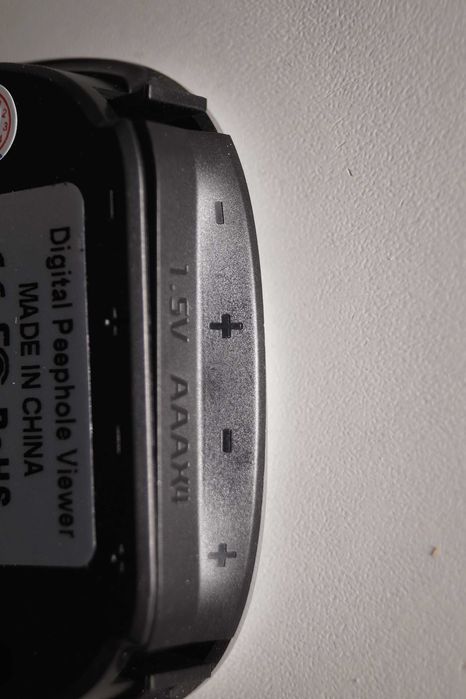 Digital Peephole Viewer
MADE IN CHINA
- + - +
1.5V AAAX4